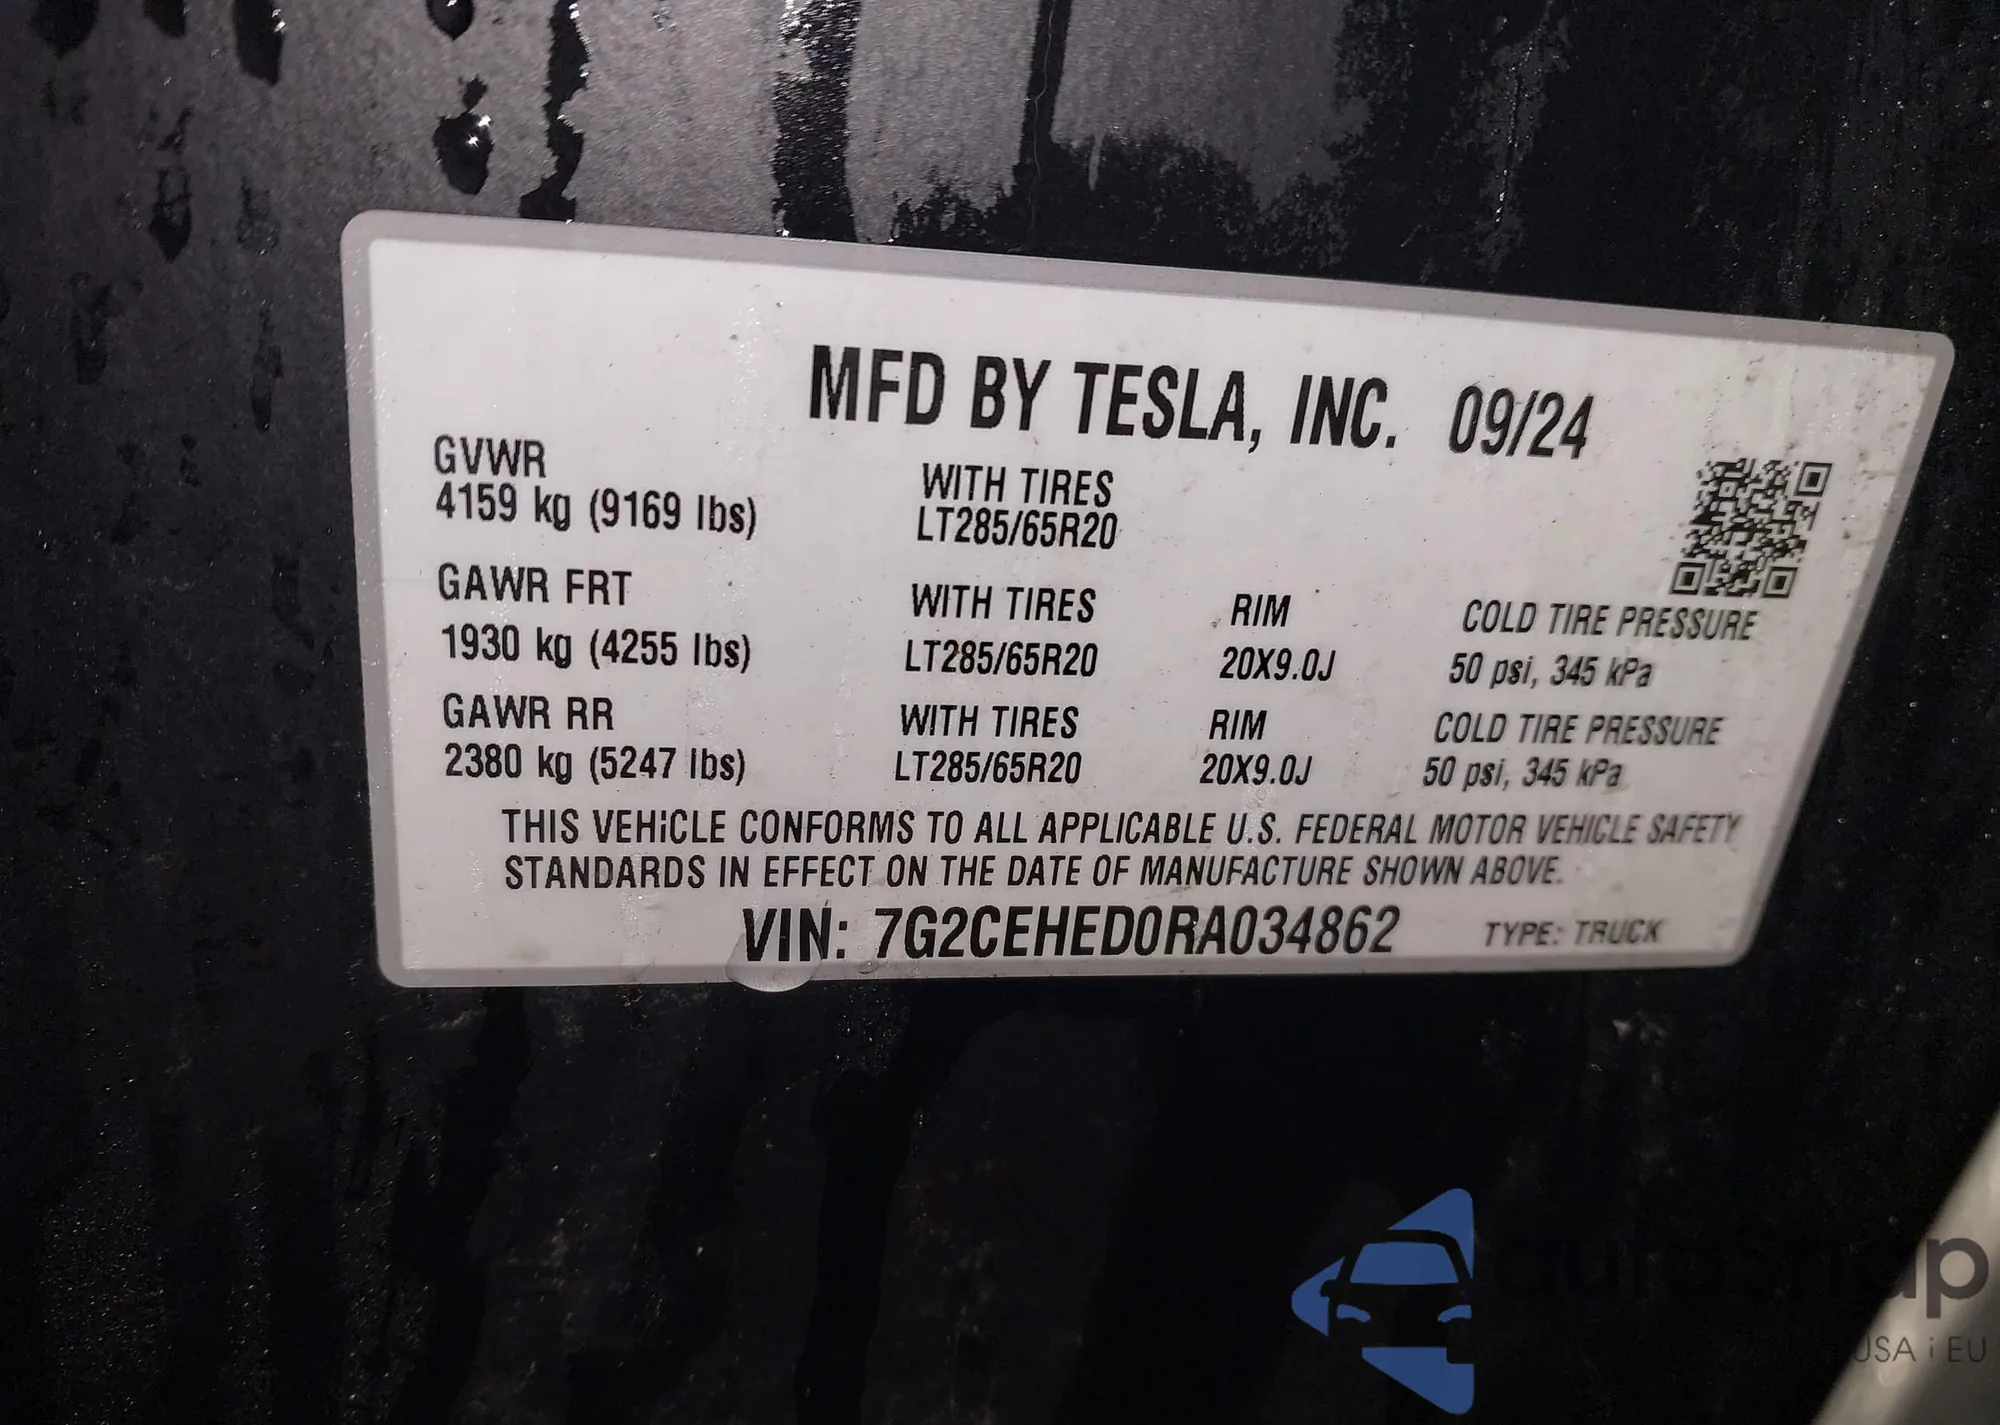 MFD BY TESLA, INC. 09/24
GVWR
4159 kg (9169 lbs)
WITH TIRES
LT285/65R20
GAWR FRT WITH TIRES RIM COLD TIRE PRESSURE
1930 kg (4255 lbs) LT285/65R20 20X9.0J 50 psi, 345 kPa
GAWR RR WITH TIRES RIM COLD TIRE PRESSURE
2380 kg (5247 lbs) LT285/65R20 20X9.0J 50 psi, 345 kPa
THIS VEHiCLE CONFORMS TO ALL APPLICABLE U.S. FEDERAL MOTOR VEHICLE SAFETY
STANDARDS IN EFFECT ON THE DATE OF MANUFACTURE SHOWN ABOVE.
VIN: 7G2CEHED0RA034862 TYPE: TRUCK
USA i EU